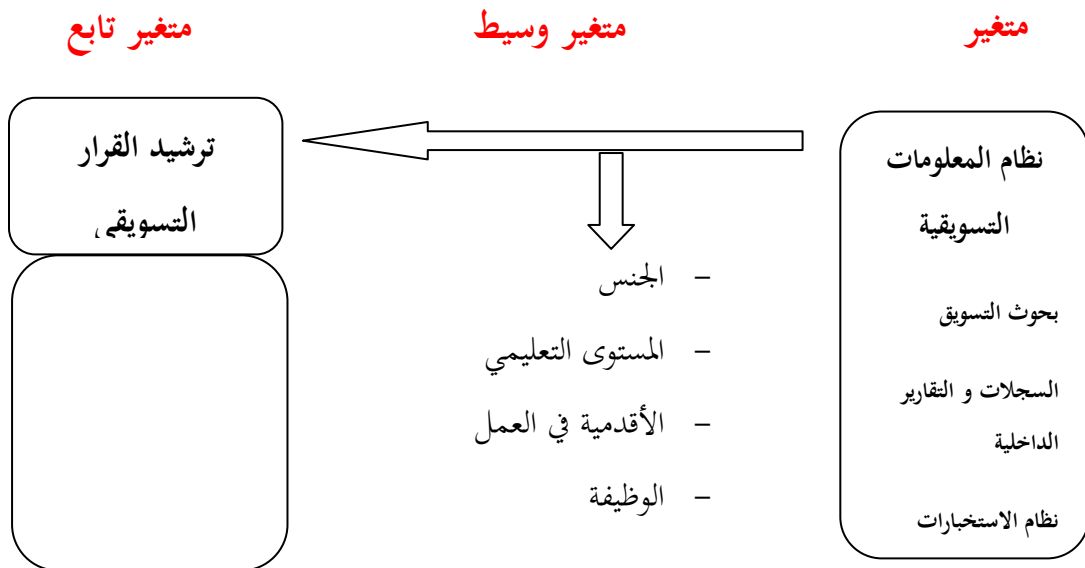 متغير
متغير وسيط
متغير تابع
نظام المعلومات
التسويقية
بحوث التسويق
السجلات و التقارير
الداخلية
نظام الاستخبارات
– الجنس
– المستوى التعليمي
– الأقدمية في العمل
– الوظيفة
ترشيد القرار
التسويقي